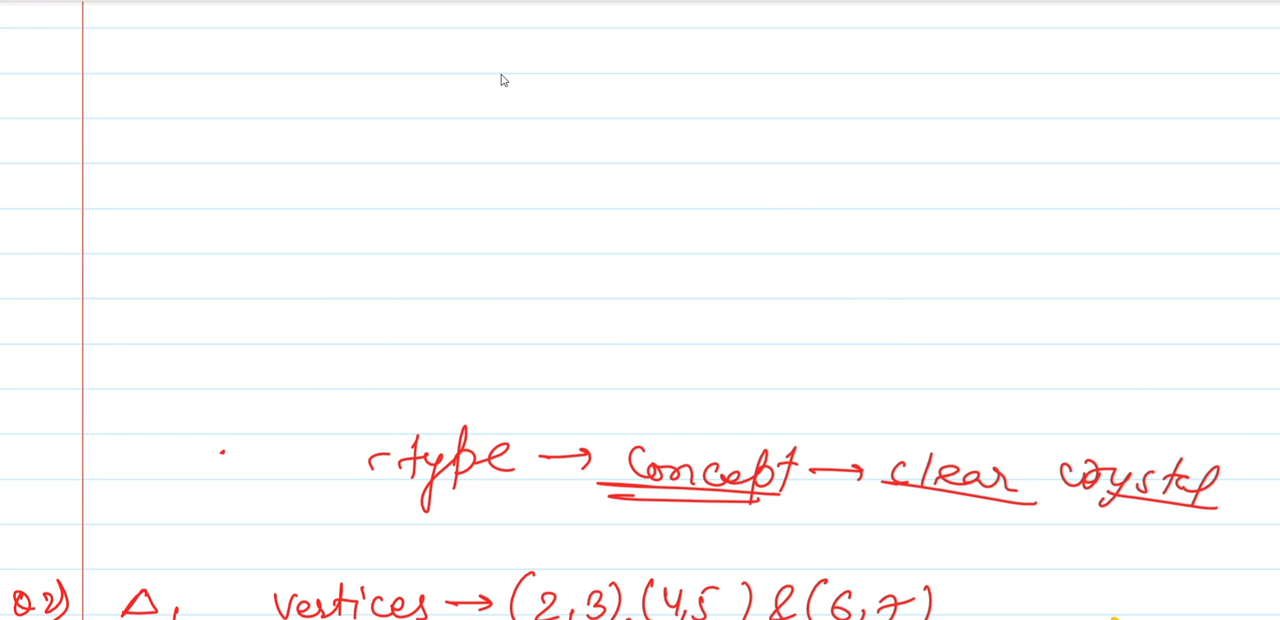 type → Concept → clear crystal
Q2) Δ, vertices → (2,3), (4,5) & (6,7)